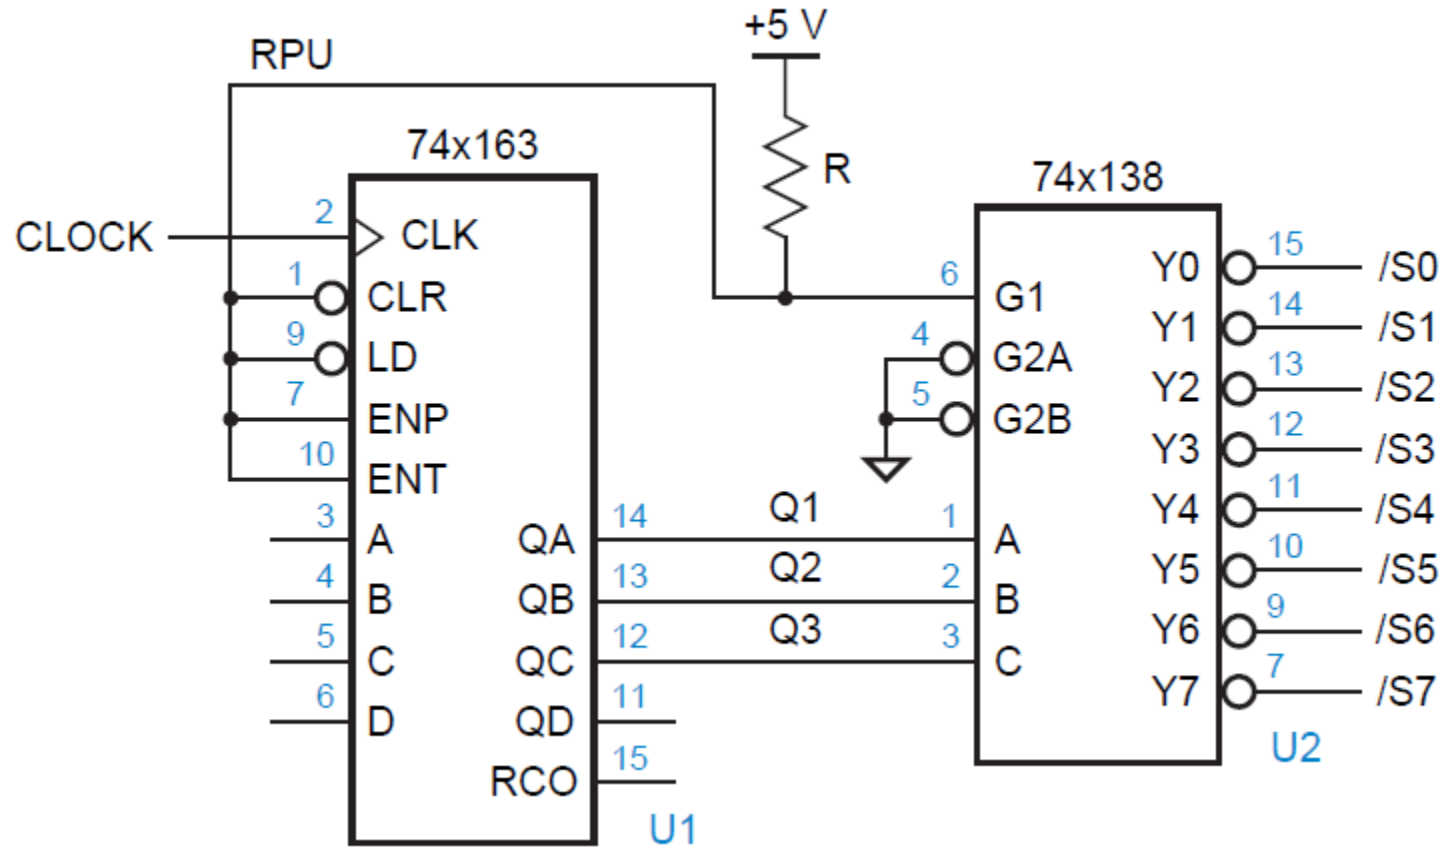 +5 V
RPU
74x163
R
74x138
CLOCK
2
CLK
1
CLR
9
LD
7
ENP
10
ENT
3
A
4
B
5
C
6
D
QA
14
QB
13
QC
12
QD
11
RCO
15
U1
Q1
Q2
Q3
6
G1
4
G2A
5
G2B
1
A
2
B
3
C
Y0
15
/S0
Y1
14
/S1
Y2
13
/S2
Y3
12
/S3
Y4
11
/S4
Y5
10
/S5
Y6
9
/S6
Y7
7
/S7
U2